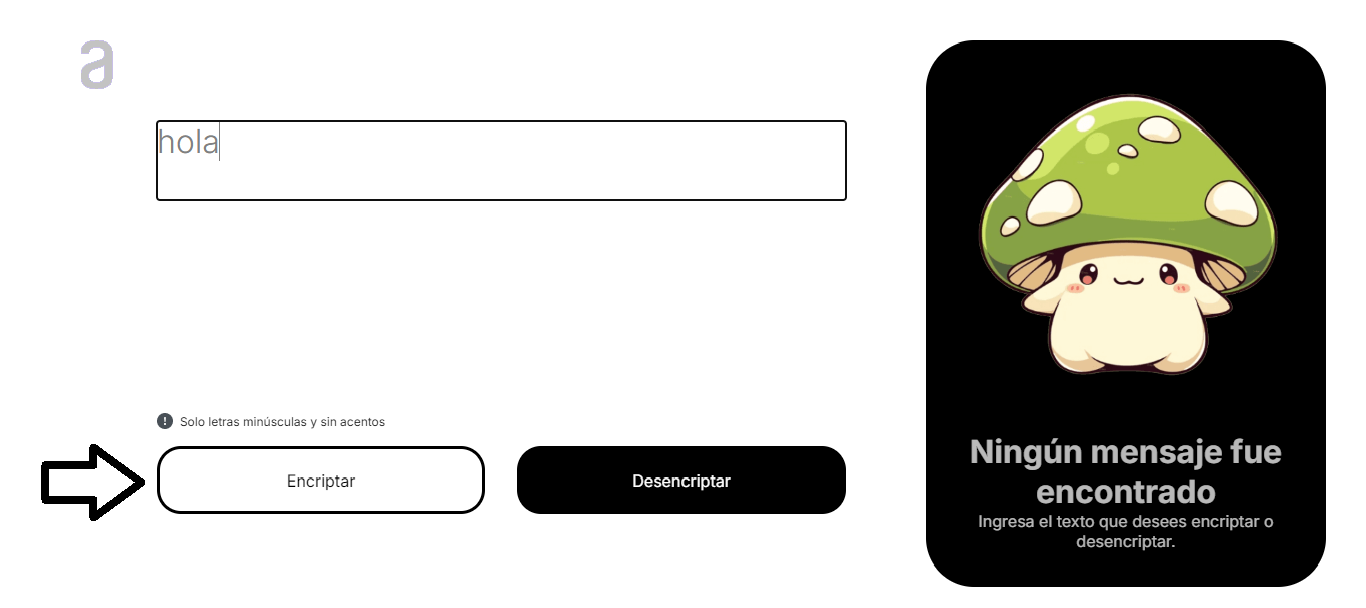 a
hola
Solo letras minúsculas y sin acentos
Encriptar
Desencriptar
Ningún mensaje fue
encontrado
Ingresa el texto que desees encriptar o
desencriptar.